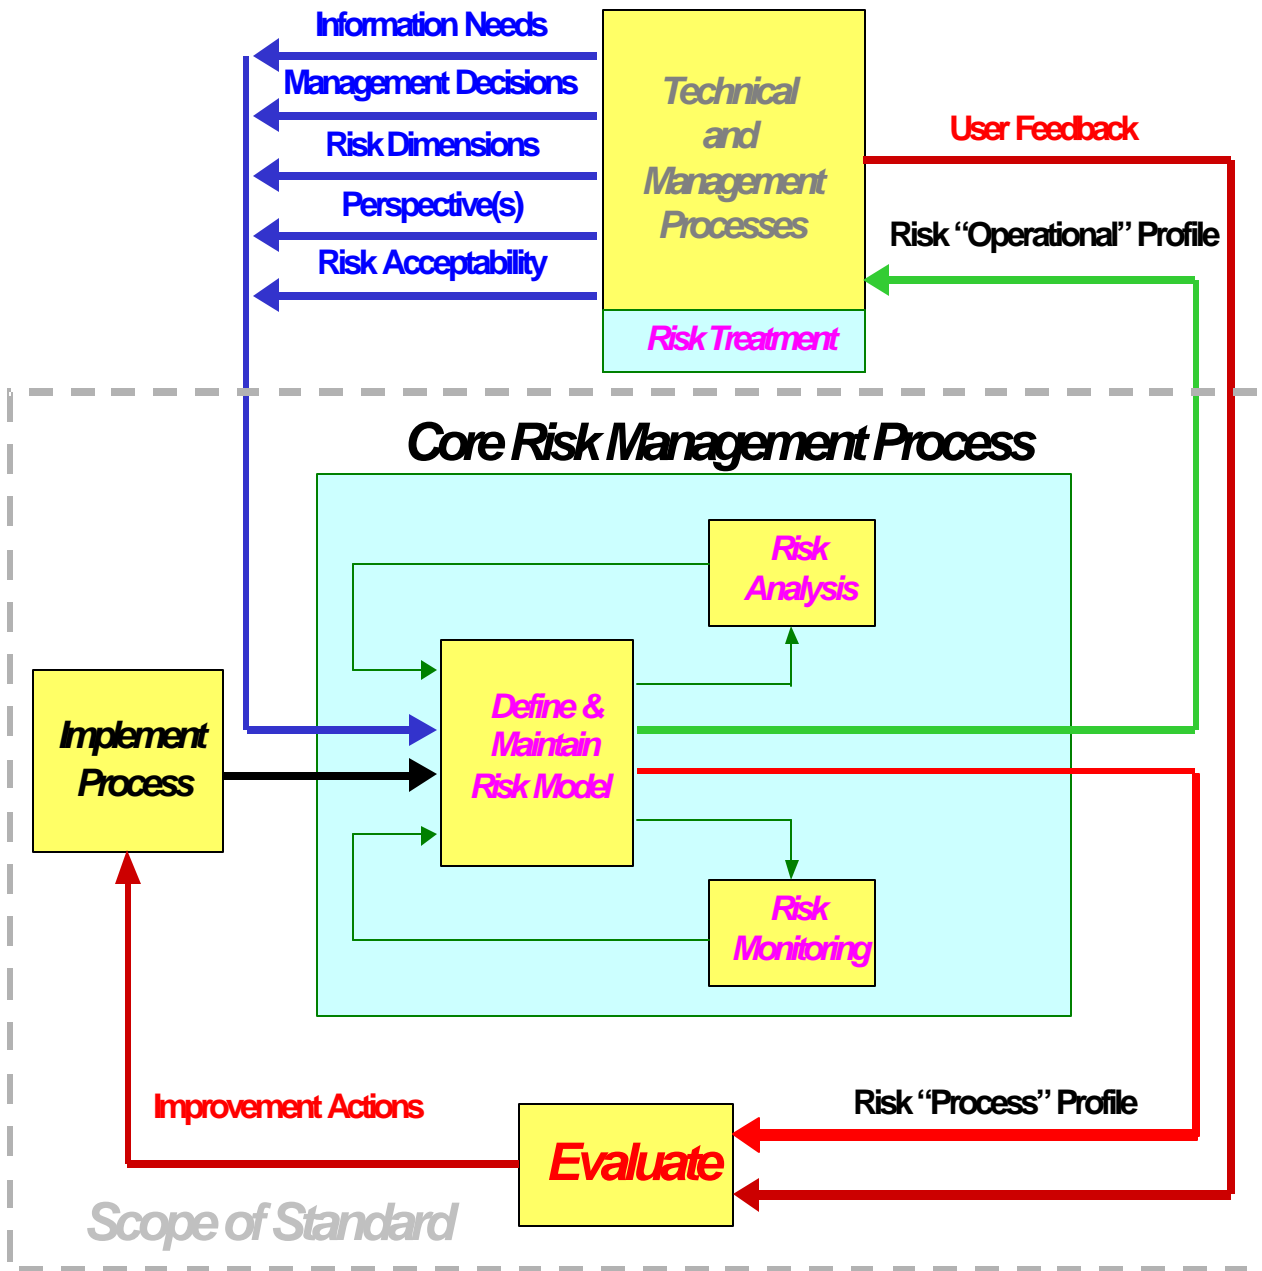 Information Needs
Management Decisions
Risk Dimensions
Perspective(s)
Risk Acceptability
Technical
and
Management
Processes
Risk Treatment
User Feedback
Risk “Operational” Profile
Core Risk Management Process
Risk
Analysis
Define &
Maintain
Risk Model
Implement
Process
Risk
Monitoring
Improvement Actions
Risk “Process” Profile
Evaluate
Scope of Standard